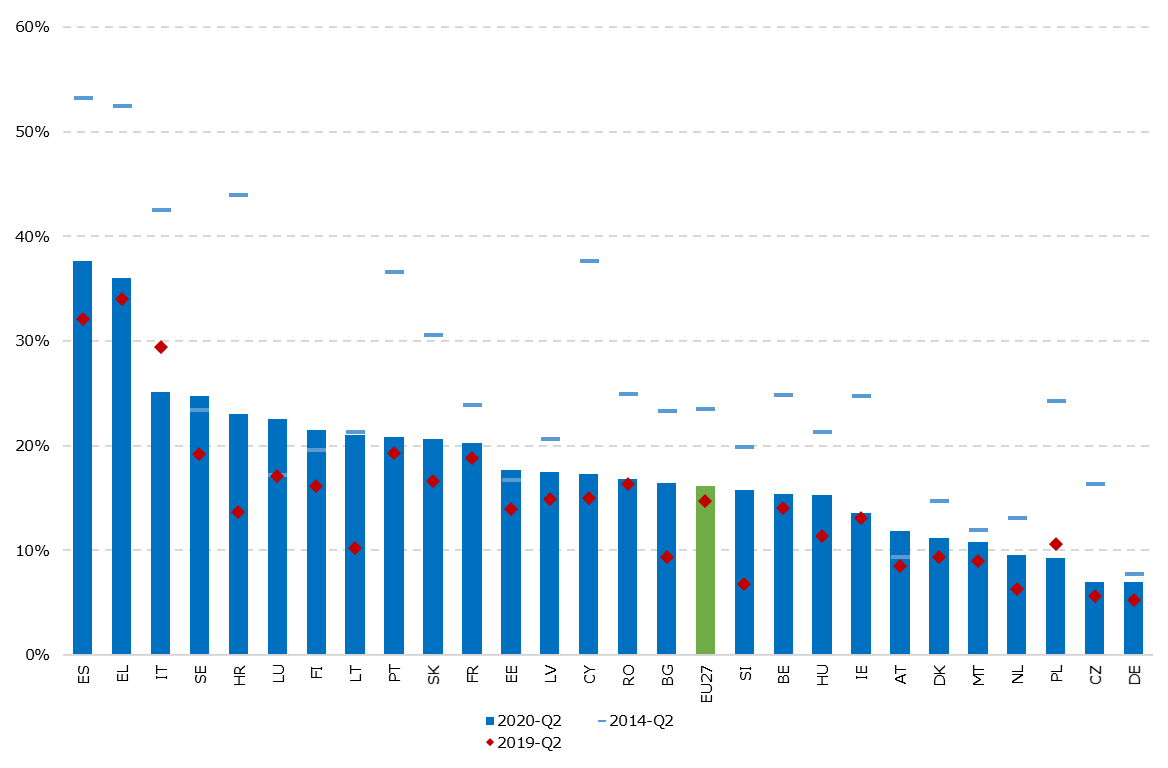 60%
50%
40%
30%
20%
10%
0%
ES EL IT SE HR LU FI LT PT SK FR EE LV CY RO BG EU27 SI BE HU IE AT DK MT NL PL CZ DE
2020-Q2 2014-Q2
2019-Q2